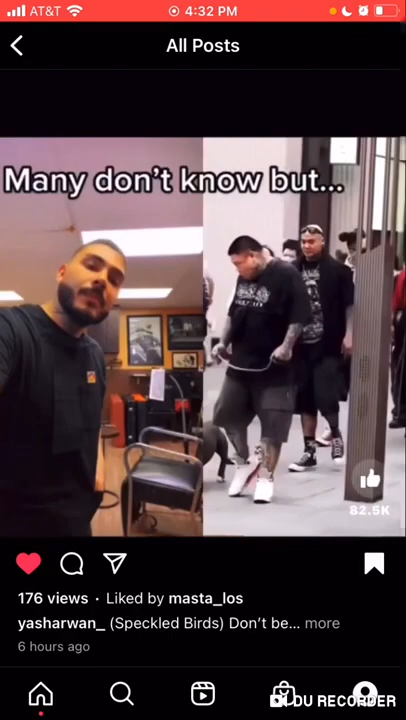 AT&T 4:32 PM
All Posts
Many don't know but...
82.5K
176 views · Liked by masta_los
yasharwan_ (Speckled Birds) Don't be... more
6 hours ago
DU RECORDER